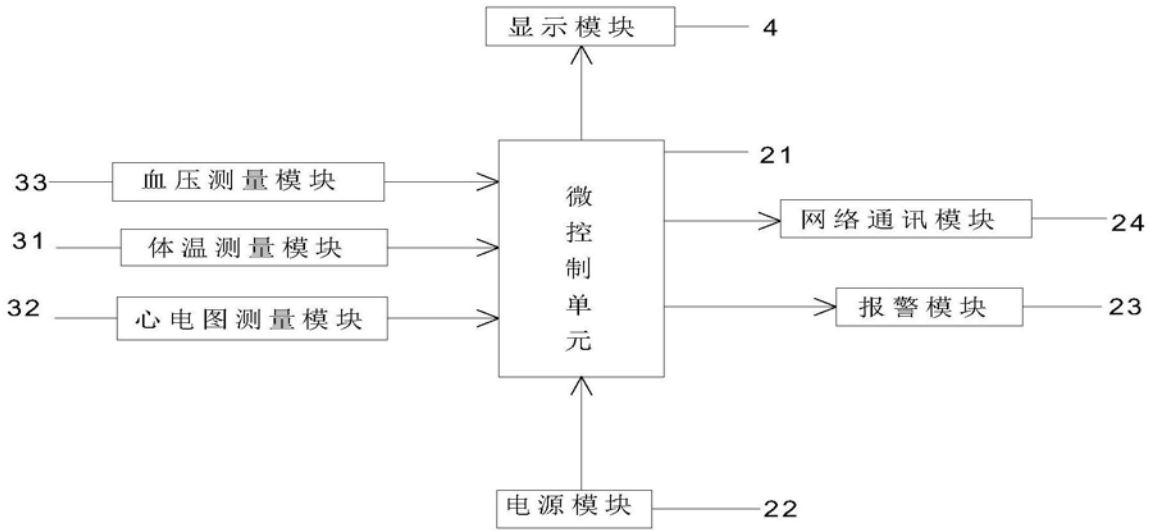 显示模块
4
21
33
血压测量模块
微控制单元
网络通讯模块
24
31
体温测量模块
32
心电图测量模块
报警模块
23
电源模块
22